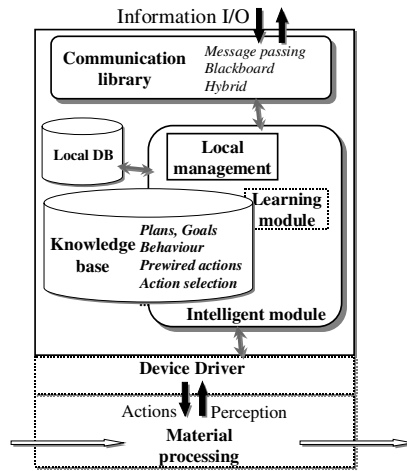 Information I/O
Communication library
Message passing
Blackboard
Hybrid
Local DB
Local management
Learning module
Knowledge base
Plans, Goals
Behaviour
Prewired actions
Action selection
Intelligent module
Device Driver
Actions
Perception
Material processing